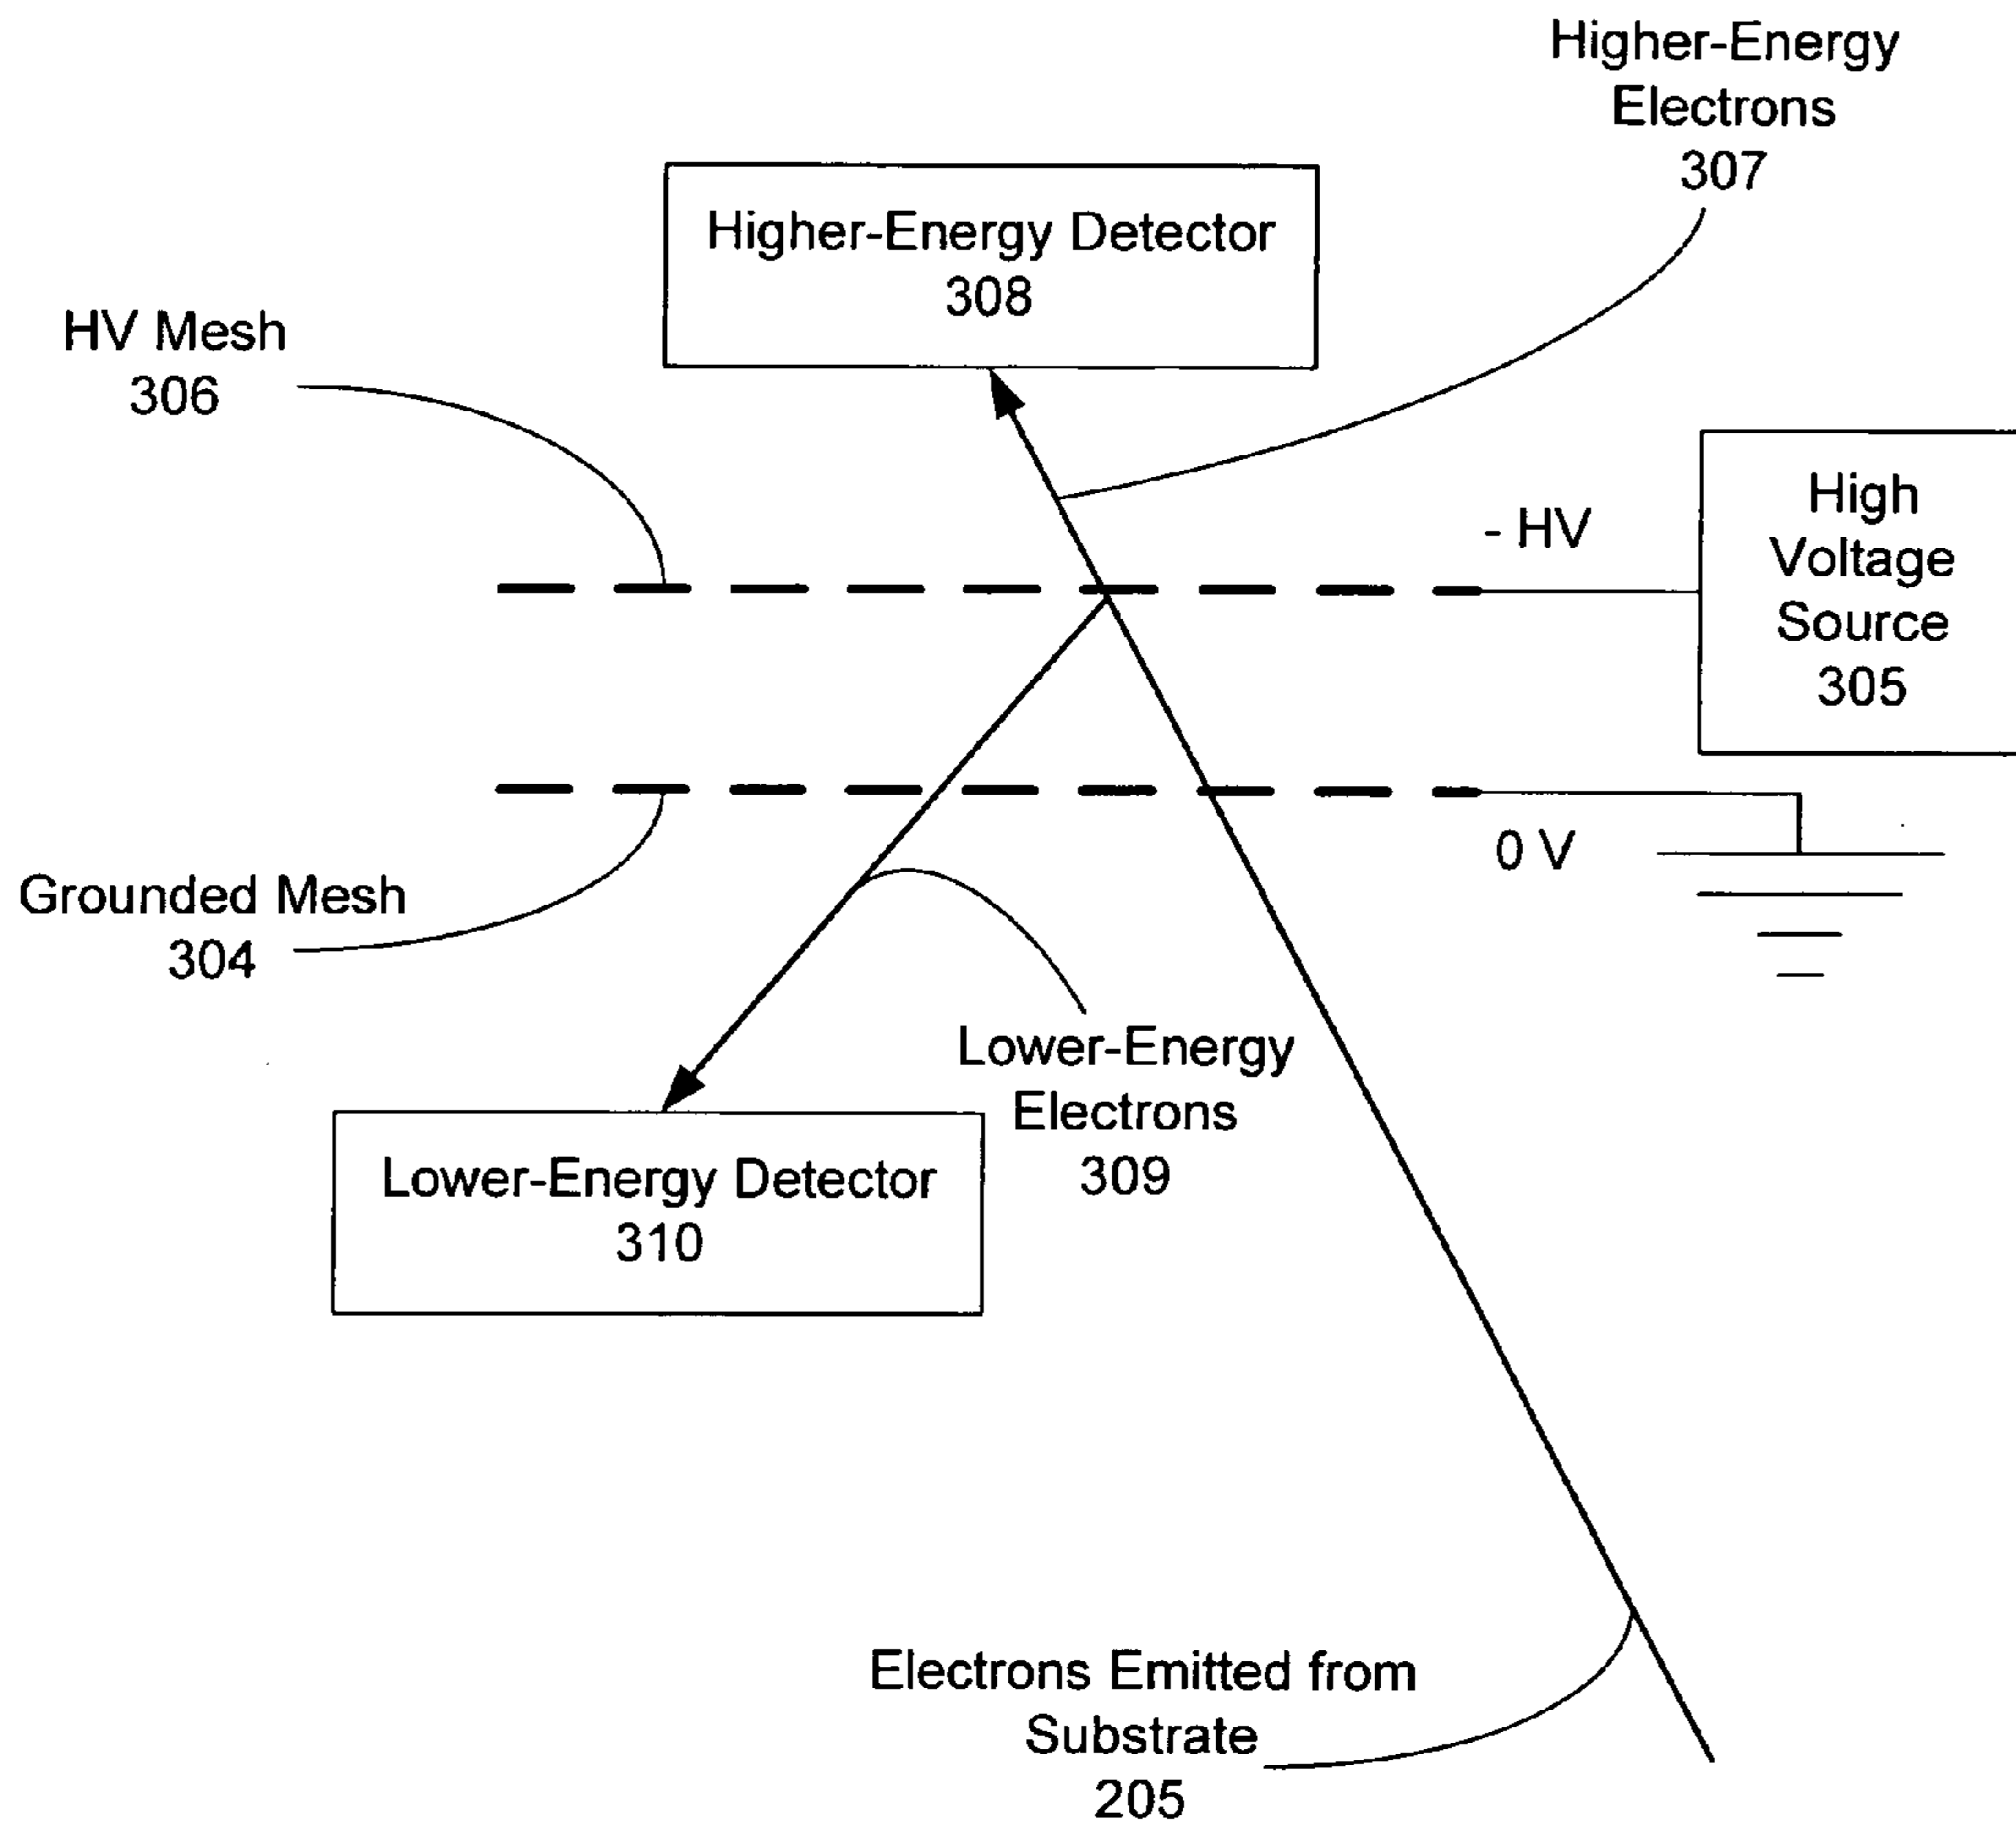 Higher-Energy
Electrons
307
Higher-Energy Detector
308
HV Mesh
306
- HV
High
Voltage
Source
305
0 V
Grounded Mesh
304
Lower-Energy
Electrons
309
Lower-Energy Detector
310
Electrons Emitted from
Substrate
205